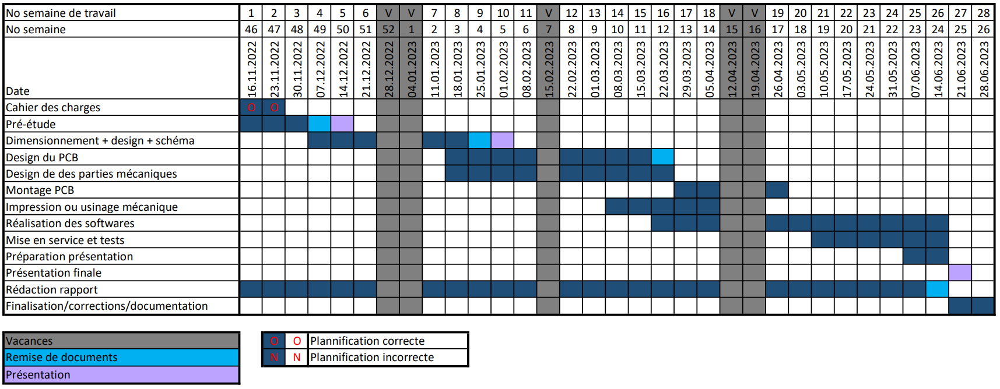 No semaine de travail 1 2 3 4 5 6 V V 7 8 9 10 11 V 12 13 14 15 16 17 18 V V 19 20 21 22 23 24 25 26 27 28
No semaine 46 47 48 49 50 51 52 1 2 3 4 5 6 7 8 9 10 11 12 13 14 15 16 17 18 19 20 21 22 23 24 25 26
Date 16.11.2022 23.11.2022 30.11.2022 07.12.2022 14.12.2022 21.12.2022 28.12.2022 04.01.2023 11.01.2023 18.01.2023 25.01.2023 01.02.2023 08.02.2023 15.02.2023 22.02.2023 01.03.2023 08.03.2023 15.03.2023 22.03.2023 29.03.2023 05.04.2023 12.04.2023 19.04.2023 26.04.2023 03.05.2023 10.05.2023 17.05.2023 24.05.2023 31.05.2023 07.06.2023 14.06.2023 21.06.2023 28.06.2023
Cahier des charges O O
Pré-étude
Dimensionnement + design + schéma
Design du PCB
Design de des parties mécaniques
Montage PCB
Impression ou usinage mécanique
Réalisation des softwares
Mise en service et tests
Préparation présentation
Présentation finale
Rédaction rapport
Finalisation/corrections/documentation
Vacances
Remise de documents
Présentation
O O Plannification correcte
N N Plannification incorrecte